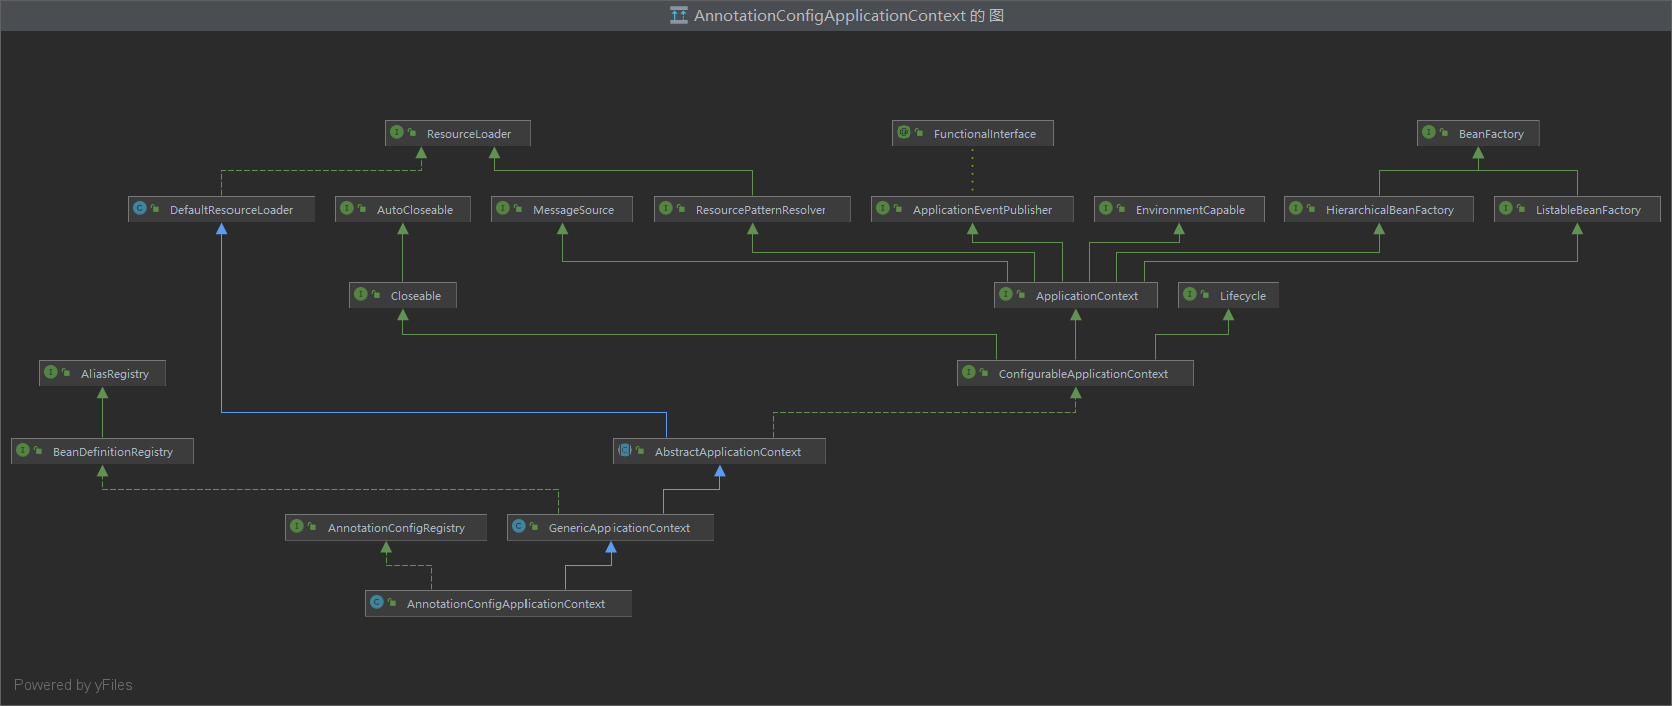 AnnotationConfigApplicationContext 的 图
ResourceLoader
FunctionalInterface
BeanFactory
DefaultResourceLoader
AutoCloseable
MessageSource
ResourcePatternResolver
ApplicationEventPublisher
EnvironmentCapable
HierarchicalBeanFactory
ListableBeanFactory
Closeable
ApplicationContext
Lifecycle
AliasRegistry
ConfigurableApplicationContext
BeanDefinitionRegistry
AbstractApplicationContext
AnnotationConfigRegistry
GenericApplicationContext
AnnotationConfigApplicationContext
Powered by yFiles